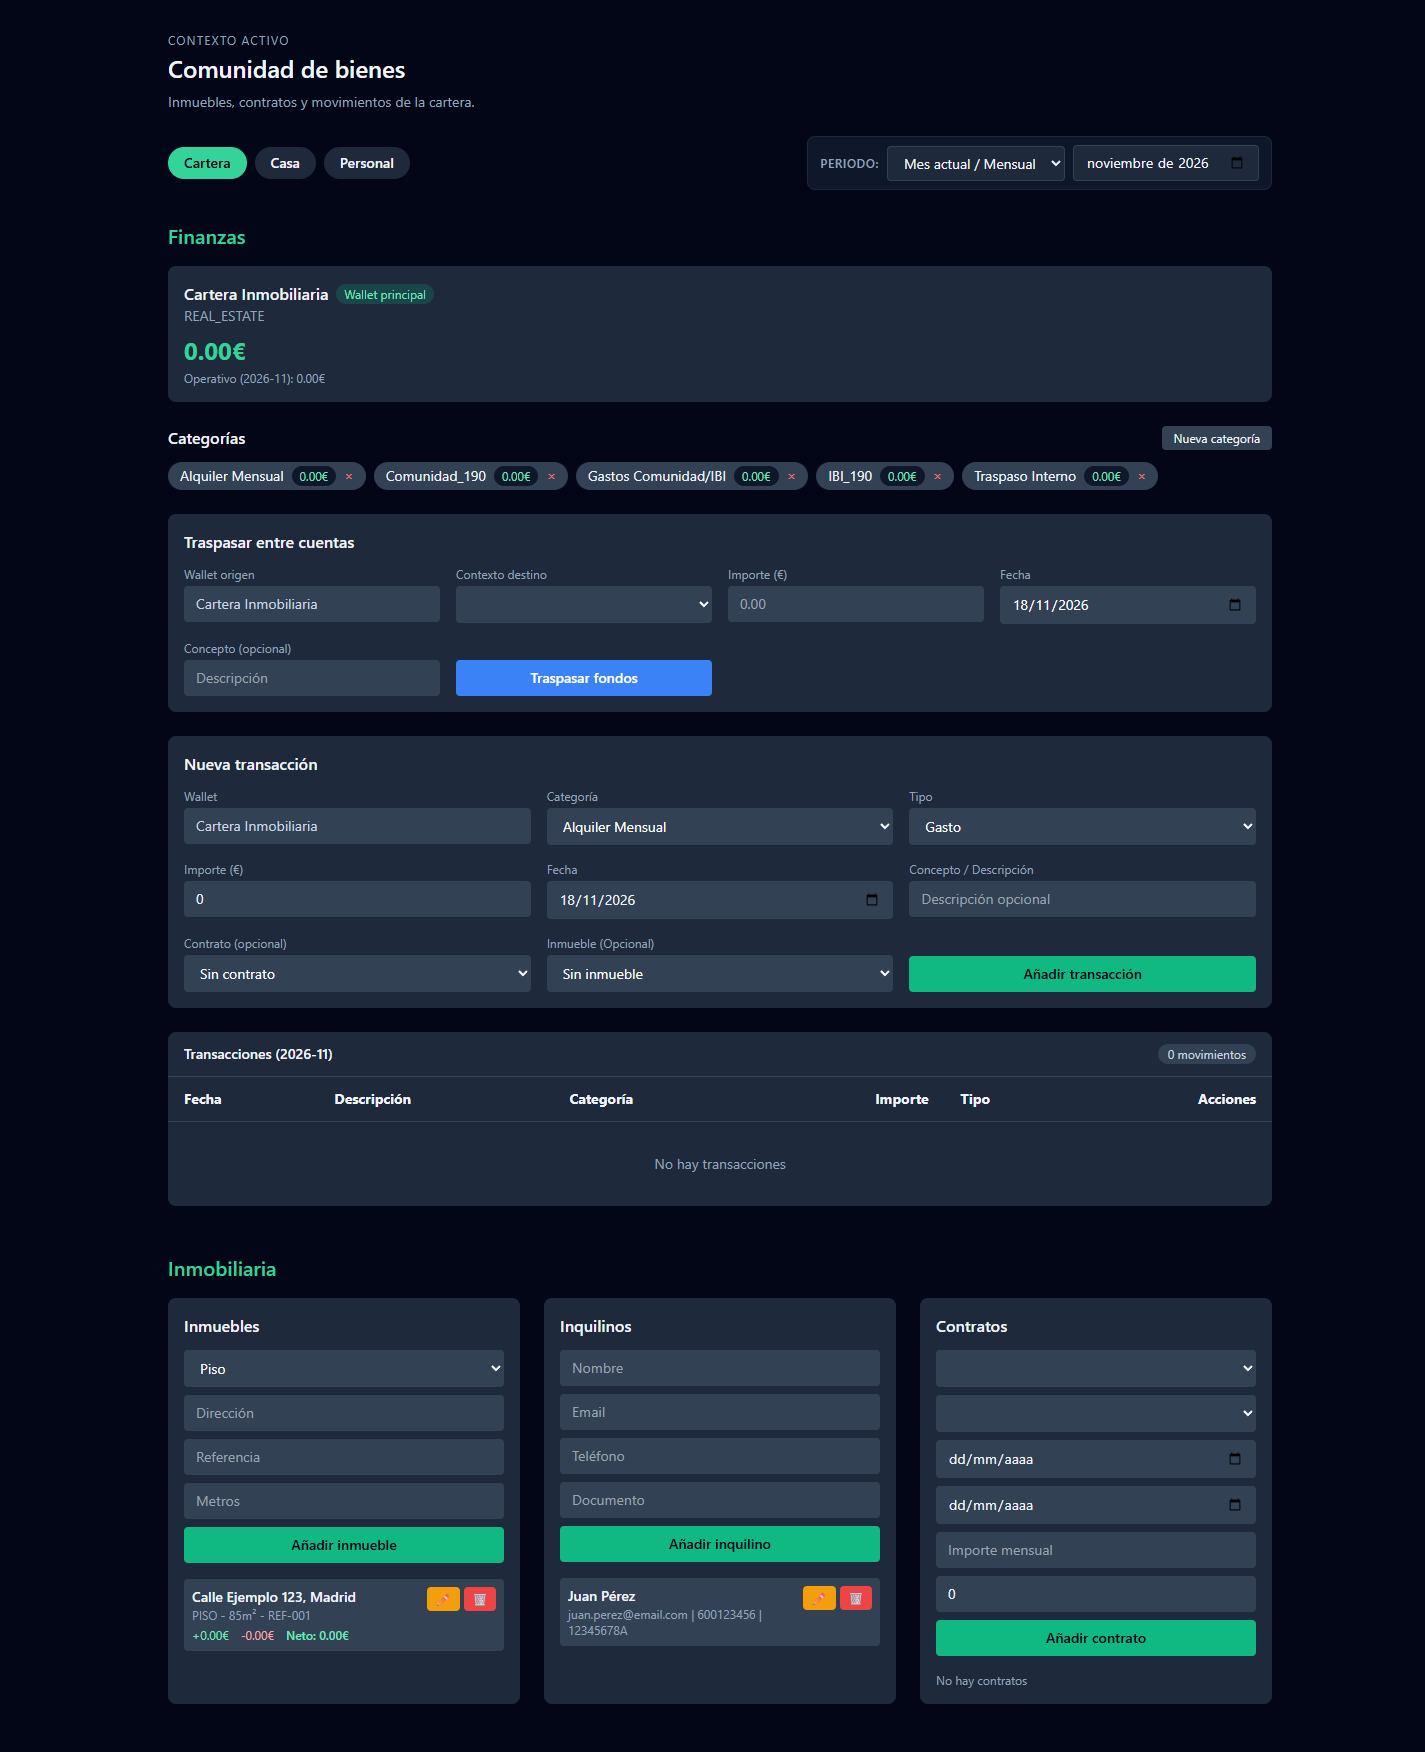 CONTEXTO ACTIVO
Comunidad de bienes
Inmuebles, contratos y movimientos de la cartera.
Cartera Casa Personal
PERIODO: Mes actual / Mensual noviembre de 2026
Finanzas
Cartera Inmobiliaria Wallet principal
REAL_ESTATE
0.00€
Operativo (2026-11): 0.00€
Categorías Nueva categoría
Alquiler Mensual 0.00€ × Comunidad_190 0.00€ × Gastos Comunidad/IBI 0.00€ × IBI_190 0.00€ × Traspaso Interno 0.00€ ×
Traspasar entre cuentas
Wallet origen Contexto destino Importe (€) Fecha
Cartera Inmobiliaria 0.00 18/11/2026
Concepto (opcional)
Descripción Traspasar fondos
Nueva transacción
Wallet Categoría Tipo
Cartera Inmobiliaria Alquiler Mensual Gasto
Importe (€) Fecha Concepto / Descripción
0 18/11/2026 Descripción opcional
Contrato (opcional) Inmueble (Opcional)
Sin contrato Sin inmueble Añadir transacción
Transacciones (2026-11) 0 movimientos
Fecha Descripción Categoría Importe Tipo Acciones
No hay transacciones
Inmobiliaria
Inmuebles
Piso
Dirección
Referencia
Metros
Añadir inmueble
Calle Ejemplo 123, Madrid
PISO - 85m² - REF-001
+0.00€ -0.00€ Neto: 0.00€
Inquilinos
Nombre
Email
Teléfono
Documento
Añadir inquilino
Juan Pérez
juan.perez@email.com | 600123456 |
12345678A
Contratos
dd/mm/aaaa
dd/mm/aaaa
Importe mensual
0
Añadir contrato
No hay contratos